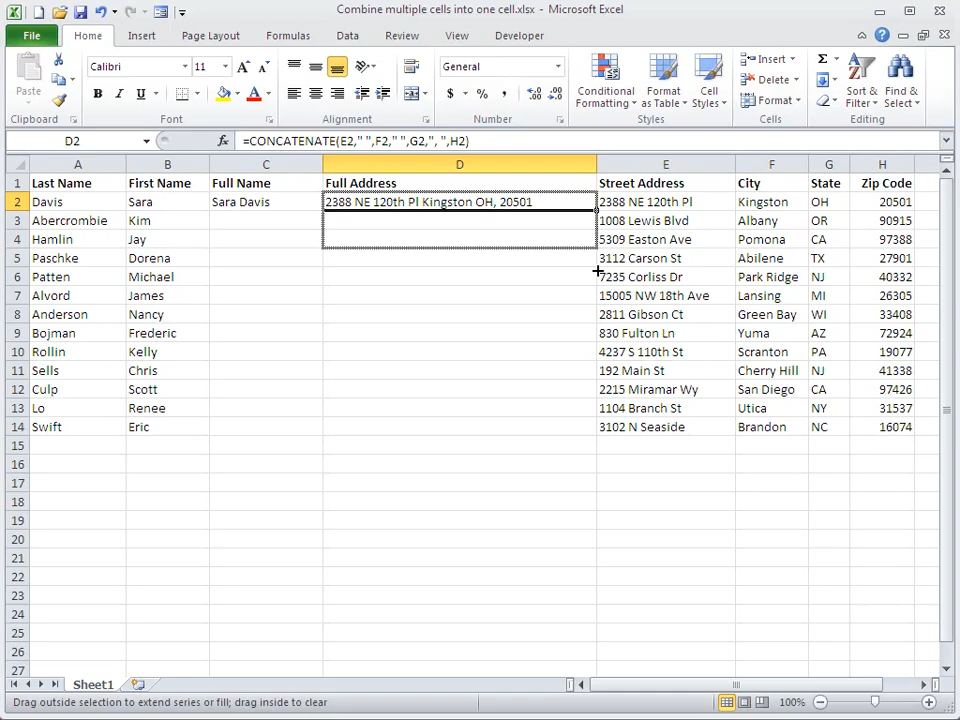 Combine multiple cells into one cell.xlsx - Microsoft Excel
File Home Insert Page Layout Formulas Data Review View Developer
Paste
Calibri 11 A A
B I U A
General
$ % , .0 .00 .00 .0
Conditional Formatting
Format as Table
Cell Styles
Insert
Delete
Format
Σ
Sort & Filter
Find & Select
Clipboard Font Alignment Number Styles Cells Editing
D2 fx =CONCATENATE(E2," ",F2," ",G2,", ",H2)
A B C D E F G H
1 Last Name First Name Full Name Full Address Street Address City State Zip Code
2 Davis Sara Sara Davis 2388 NE 120th Pl Kingston OH, 20501 2388 NE 120th Pl Kingston OH 20501
3 Abercrombie Kim 1008 Lewis Blvd Albany OR 90915
4 Hamlin Jay 5309 Easton Ave Pomona CA 97388
5 Paschke Dorena 3112 Carson St Abilene TX 27901
6 Patten Michael 7235 Corliss Dr Park Ridge NJ 40332
7 Alvord James 15005 NW 18th Ave Lansing MI 26305
8 Anderson Nancy 2811 Gibson Ct Green Bay WI 33408
9 Bojman Frederic 830 Fulton Ln Yuma AZ 72924
10 Rollin Kelly 4237 S 110th St Scranton PA 19077
11 Sells Chris 192 Main St Cherry Hill NJ 41338
12 Culp Scott 2215 Miramar Wy San Diego CA 97426
13 Lo Renee 1104 Branch St Utica NY 31537
14 Swift Eric 3102 N Seaside Brandon NC 16074
15
16
17
18
19
20
21
22
23
24
25
26
27
Sheet1
Drag outside selection to extend series or fill; drag inside to clear 100%